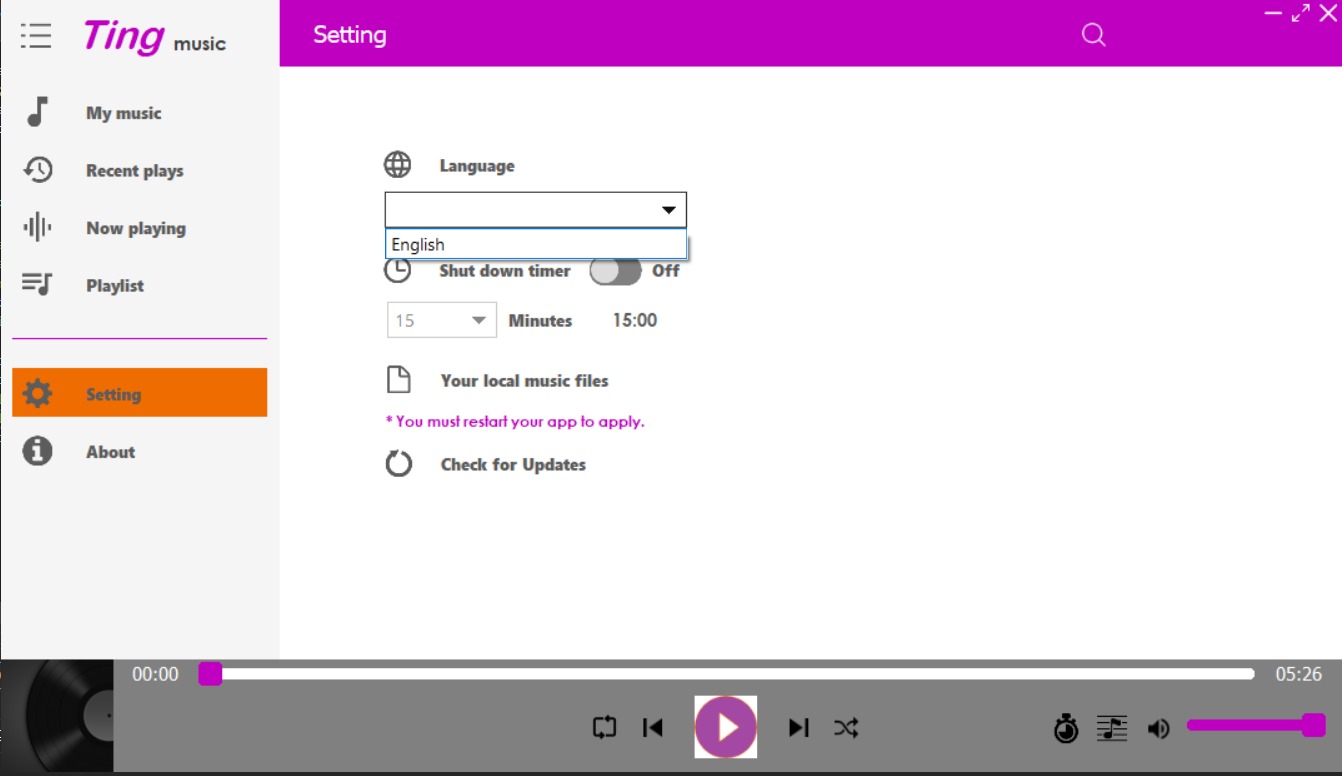 Ting music
Setting
My music
Recent plays
Now playing
Playlist
Setting
About
Language
English
Shut down timer Off
15 Minutes 15:00
Your local music files
* You must restart your app to apply.
Check for Updates
00:00 05:26